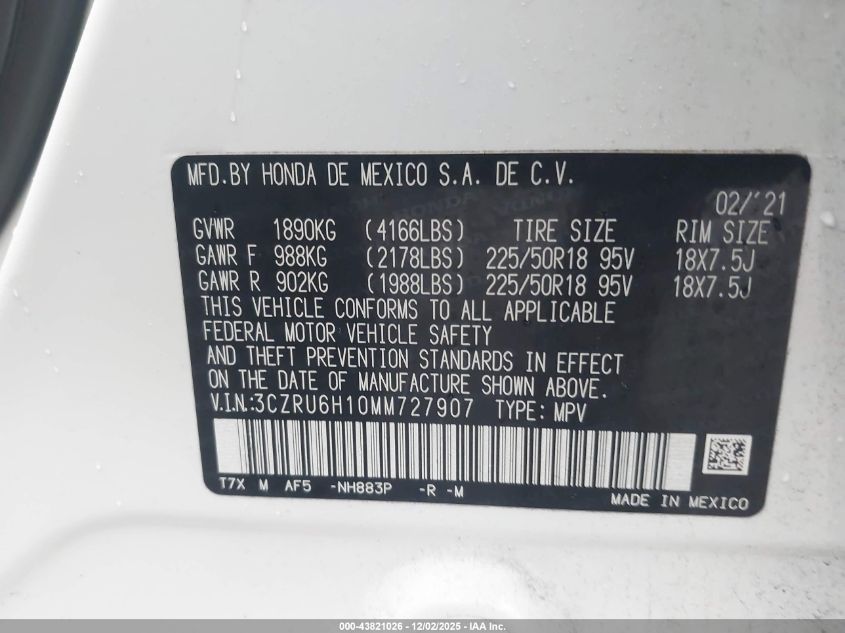 MFD.BY HONDA DE MEXICO S.A. DE C.V.
02/'21
GVWR 1890KG (4166LBS) TIRE SIZE RIM SIZE
GAWR F 988KG (2178LBS) 225/50R18 95V 18X7.5J
GAWR R 902KG (1988LBS) 225/50R18 95V 18X7.5J
THIS VEHICLE CONFORMS TO ALL APPLICABLE
FEDERAL MOTOR VEHICLE SAFETY
AND THEFT PREVENTION STANDARDS IN EFFECT
ON THE DATE OF MANUFACTURE SHOWN ABOVE.
V.I.N.:3CZRU6H10MM727907 TYPE: MPV
T7X M AF5 -NH883P -R -M
MADE IN MEXICO
000-43821026 - 12/02/2025 - IAA Inc.